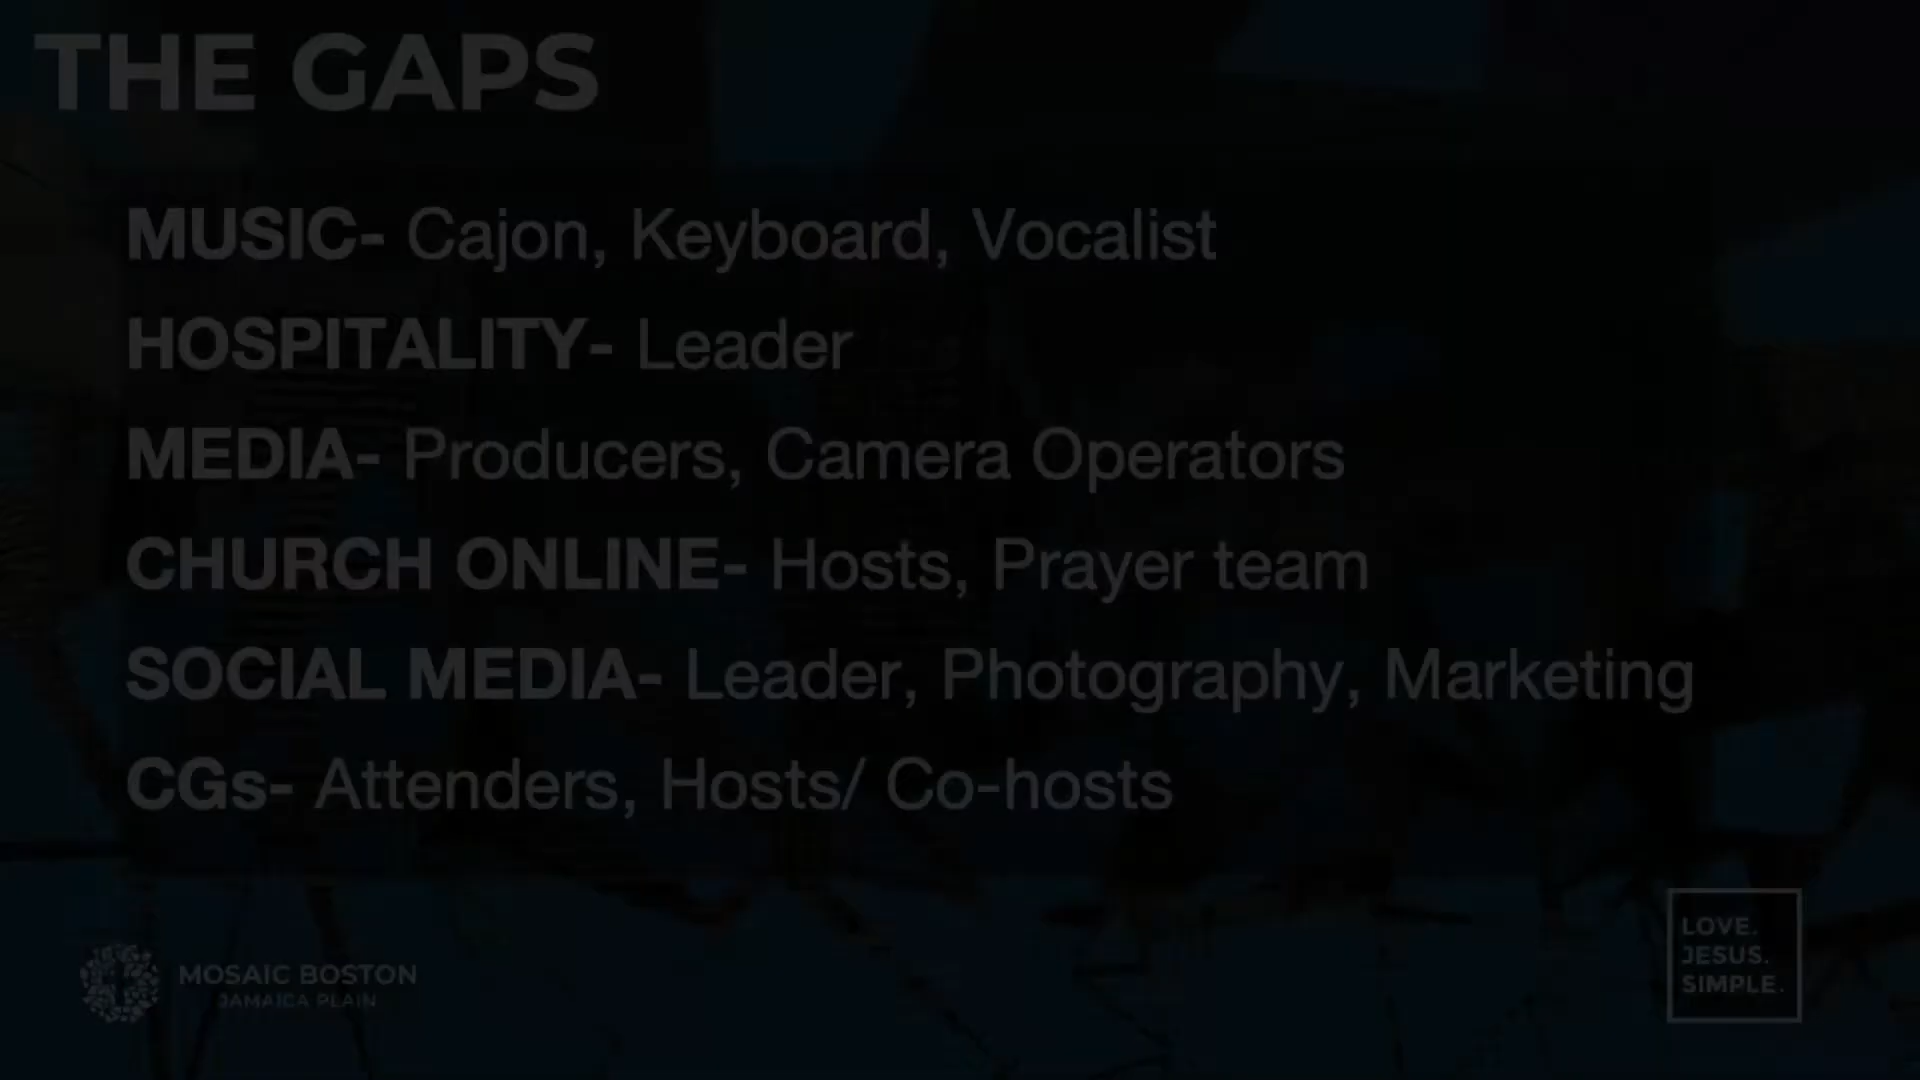 THE GAPS
MUSIC- Cajon, Keyboard, Vocalist
HOSPITALITY- Leader
MEDIA- Producers, Camera Operators
CHURCH ONLINE- Hosts, Prayer team
SOCIAL MEDIA- Leader, Photography, Marketing
CGs- Attenders, Hosts/ Co-hosts
MOSAIC BOSTON
JAMAICA PLAIN
LOVE.
JESUS.
SIMPLE.